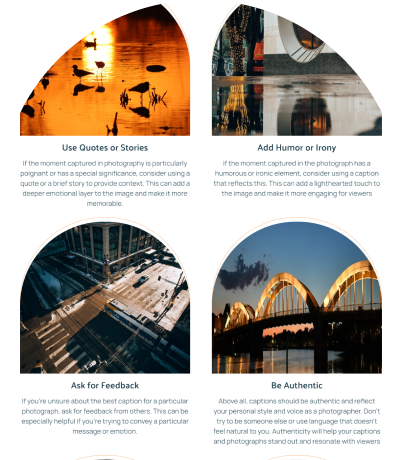 Use Quotes or Stories
If the moment captured in photography is particularly
poignant or has a special significance, consider using a
quote or a brief story to provide context. This can add a
deeper emotional layer to the image and make it more
memorable.
Add Humor or Irony
If the moment captured in the photograph has a
humorous or ironic element, consider using a caption
that reflects this. This can add a lighthearted touch to
the image and make it more engaging for viewers
Ask for Feedback
If you're unsure about the best caption for a particular
photograph, ask for feedback from others. This can be
especially helpful if you're trying to convey a particular
message or emotion.
Be Authentic
Above all, captions should be authentic and reflect
your personal style and voice as a photographer. Don't
try to be someone else or use language that doesn't
feel natural to you. Authenticity will help your captions
and photographs stand out and resonate with viewers